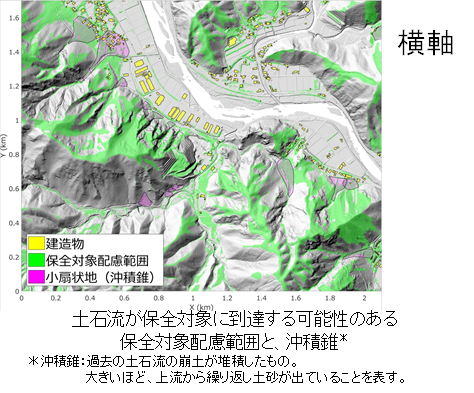 横軸
1.6
1.4
1.2
1
0.8
0.6
0.4
0.2
0
Y (km)
建造物
保全対象配慮範囲
小扇状地（沖積錐）
0 0.2 0.4 0.6 0.8 1 1.2 1.4 1.6 1.8 2
X (km)
土石流が保全対象に到達する可能性のある
保全対象配慮範囲と、沖積錐*
＊沖積錐：過去の土石流の崩土が堆積したもの。
大きいほど、上流から繰り返し土砂が出ていることを表す。